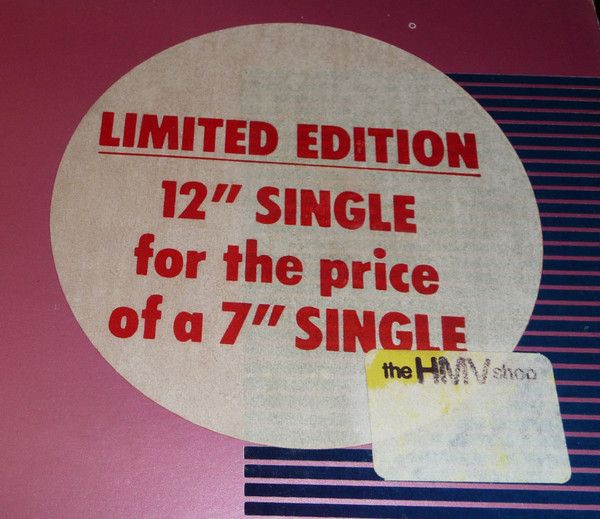 LIMITED EDITION
12" SINGLE
for the price
of a 7" SINGLE
the HMV shop